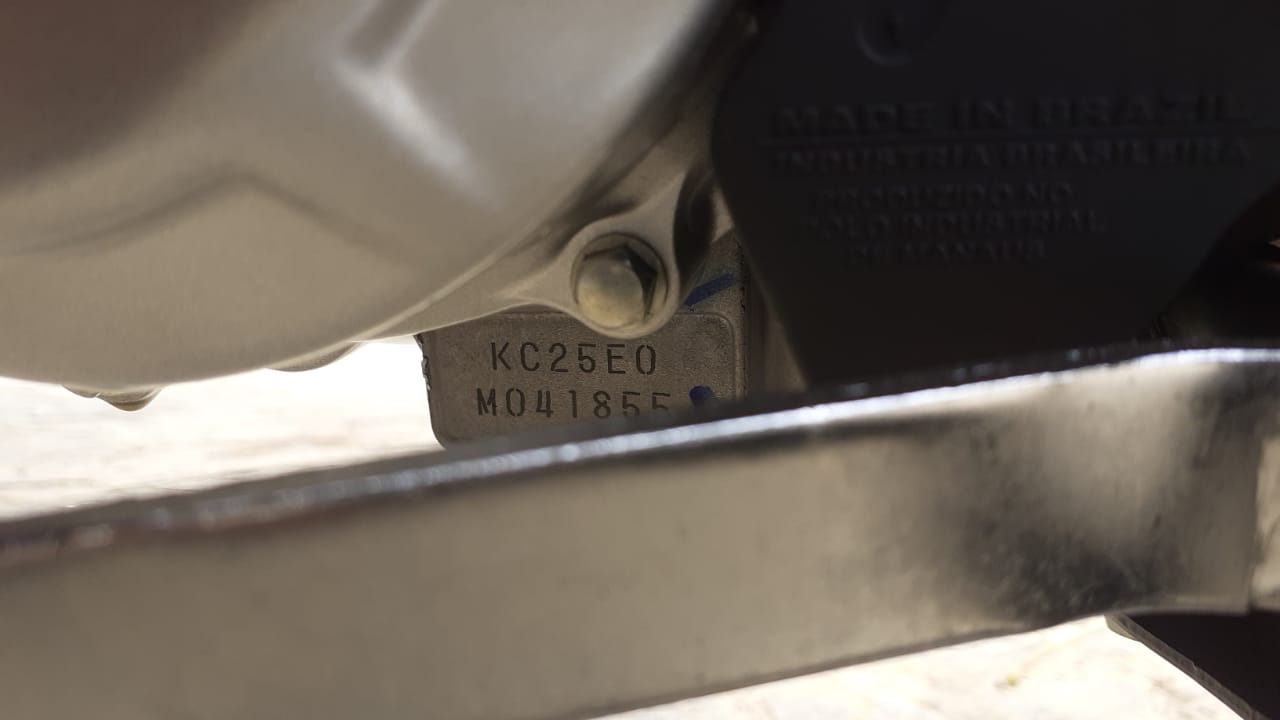 MADE IN BRAZIL
INDUSTRIA BRASILEIRA
PRODUZIDO NO
POLO INDUSTRIAL
DE MANAUS
KC25E0
M041855